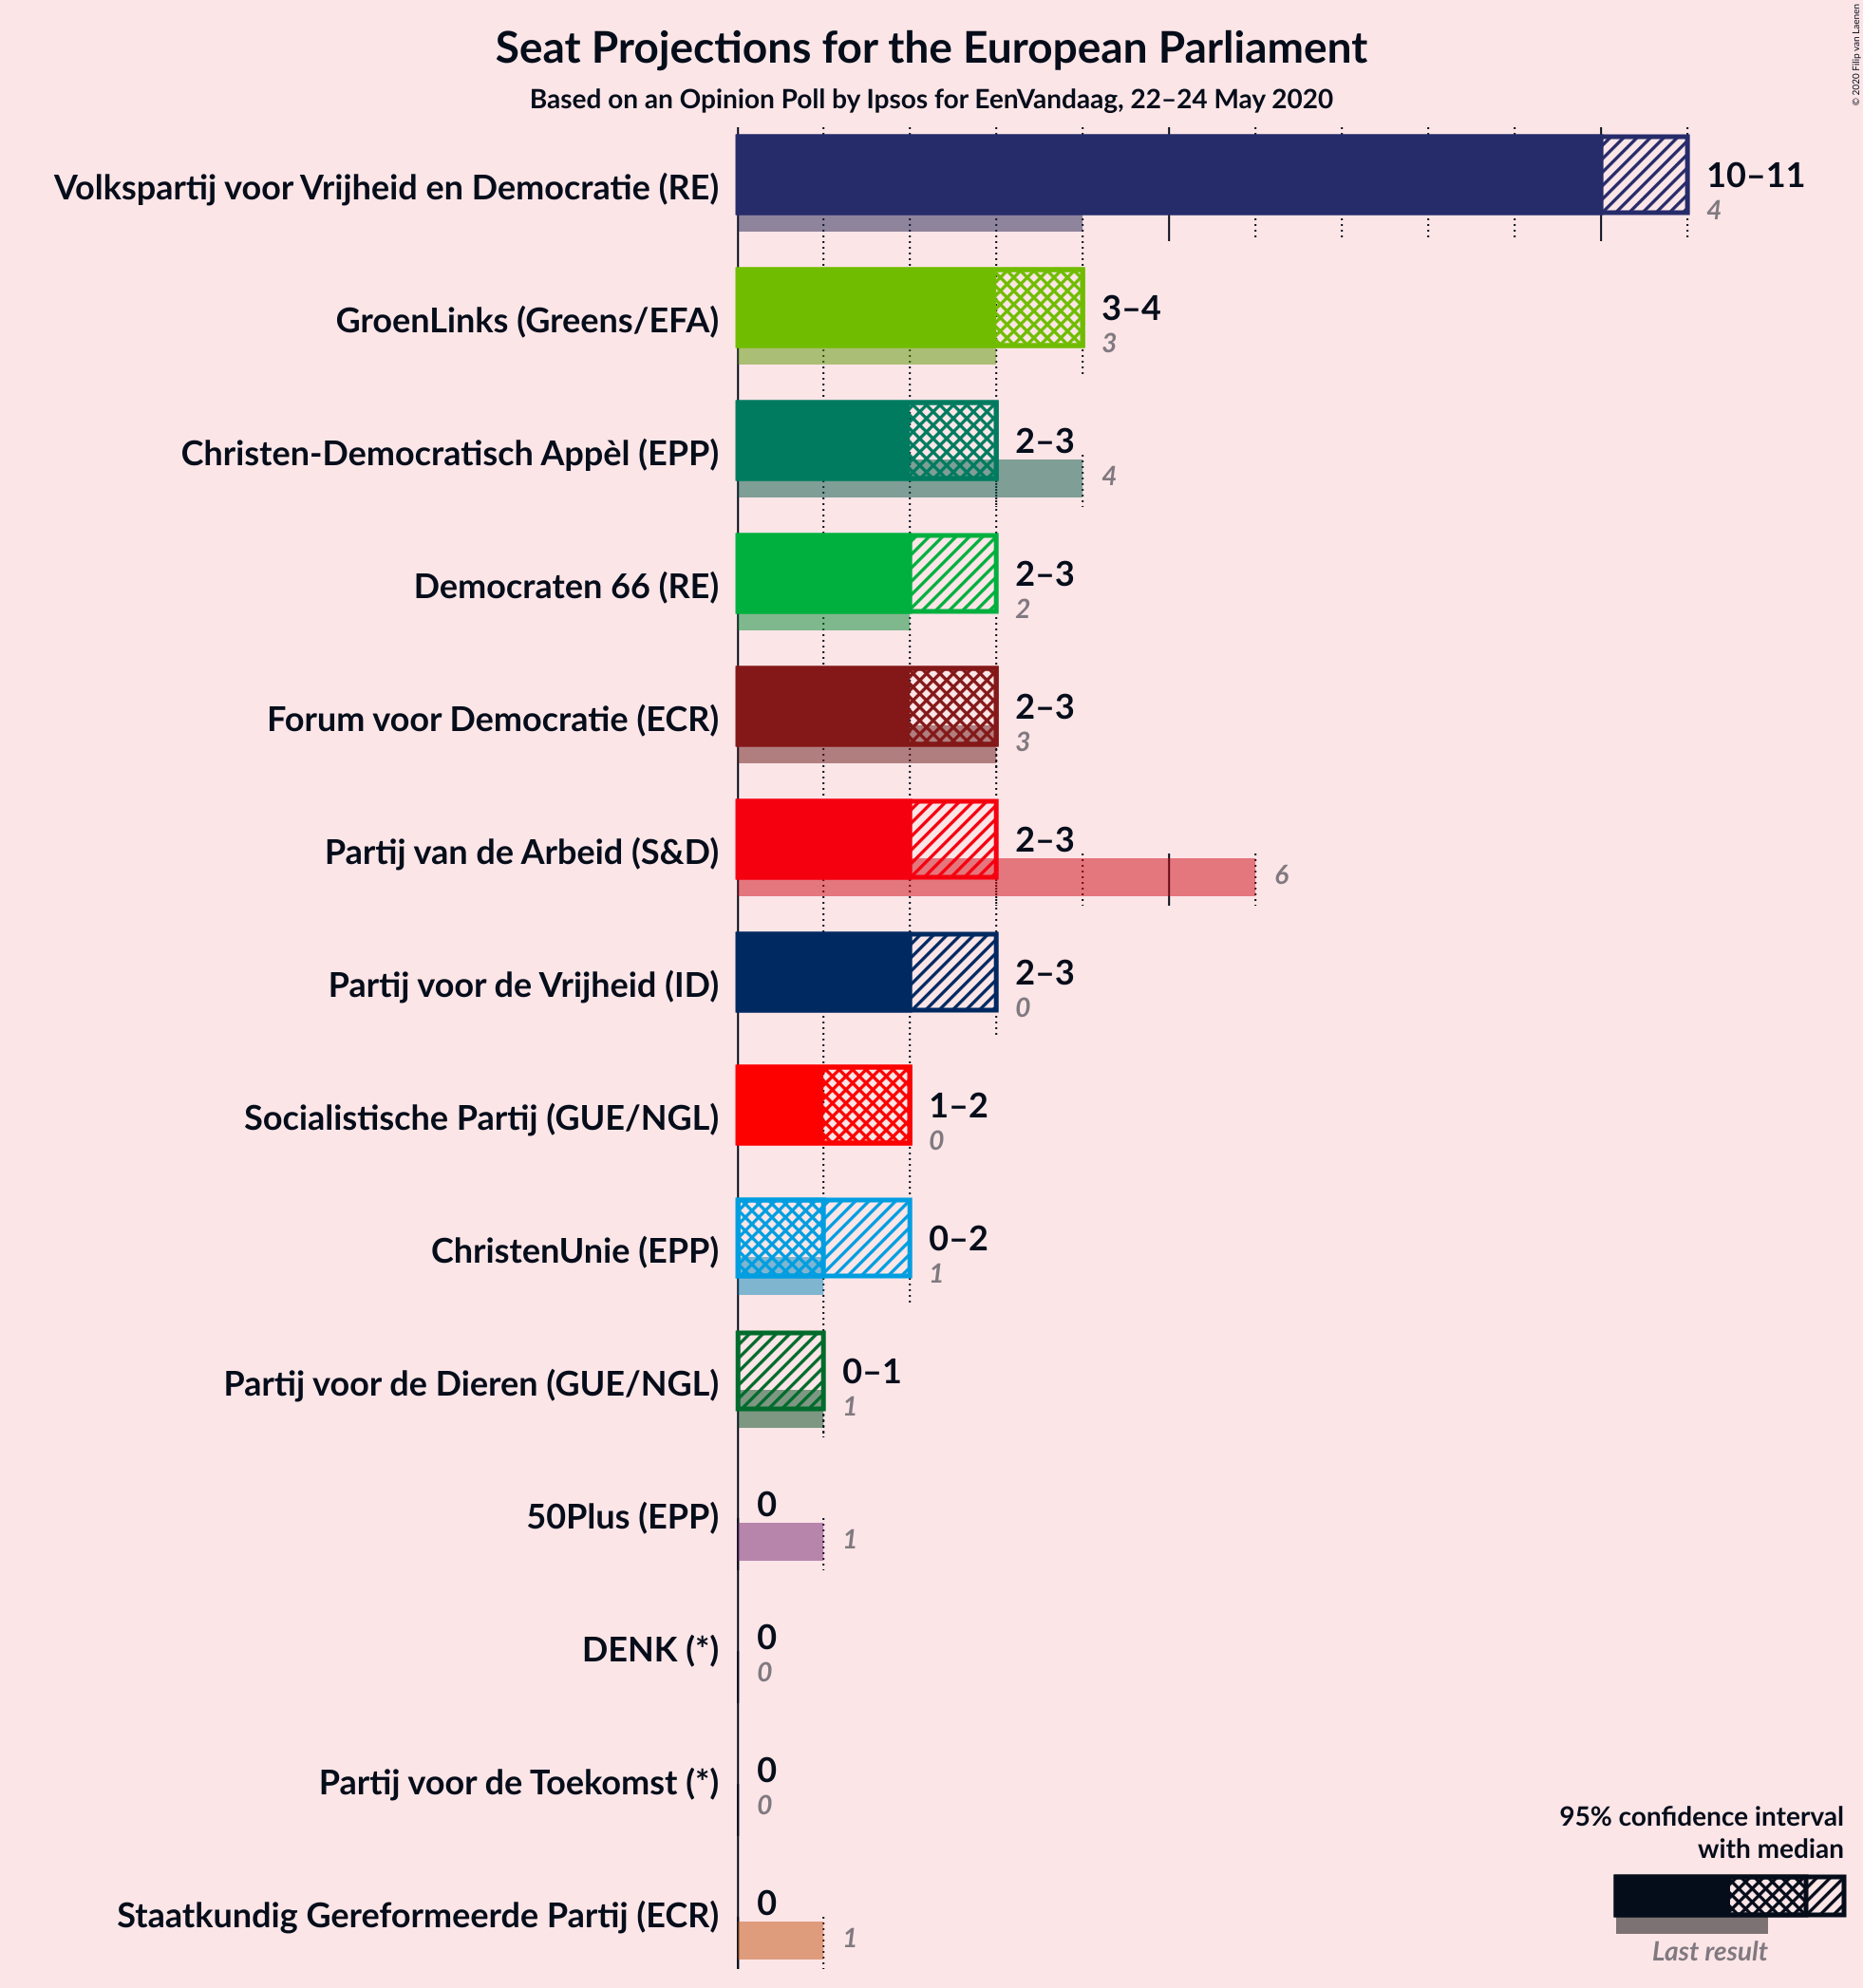 Seat Projections for the European Parliament
Based on an Opinion Poll by Ipsos for EenVandaag, 22–24 May 2020
© 2020 Filip van Laenen
Volkspartij voor Vrijheid en Democratie (RE)
10–11
4
GroenLinks (Greens/EFA)
3–4
3
Christen-Democratisch Appèl (EPP)
2–3
4
Democraten 66 (RE)
2–3
2
Forum voor Democratie (ECR)
2–3
3
Partij van de Arbeid (S&D)
2–3
6
Partij voor de Vrijheid (ID)
2–3
0
Socialistische Partij (GUE/NGL)
1–2
0
ChristenUnie (EPP)
0–2
1
Partij voor de Dieren (GUE/NGL)
0–1
1
50Plus (EPP)
0
1
DENK (*)
0
0
Partij voor de Toekomst (*)
0
0
Staatkundig Gereformeerde Partij (ECR)
0
1
95% confidence interval
with median
Last result